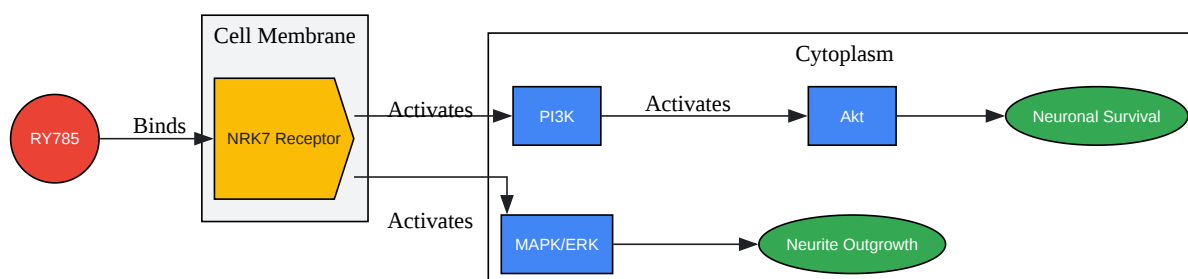 Cell Membrane
Cytoplasm
RY785
Binds
NRK7 Receptor
Activates
PI3K
Activates
Akt
Neuronal Survival
Activates
MAPK/ERK
Neurite Outgrowth